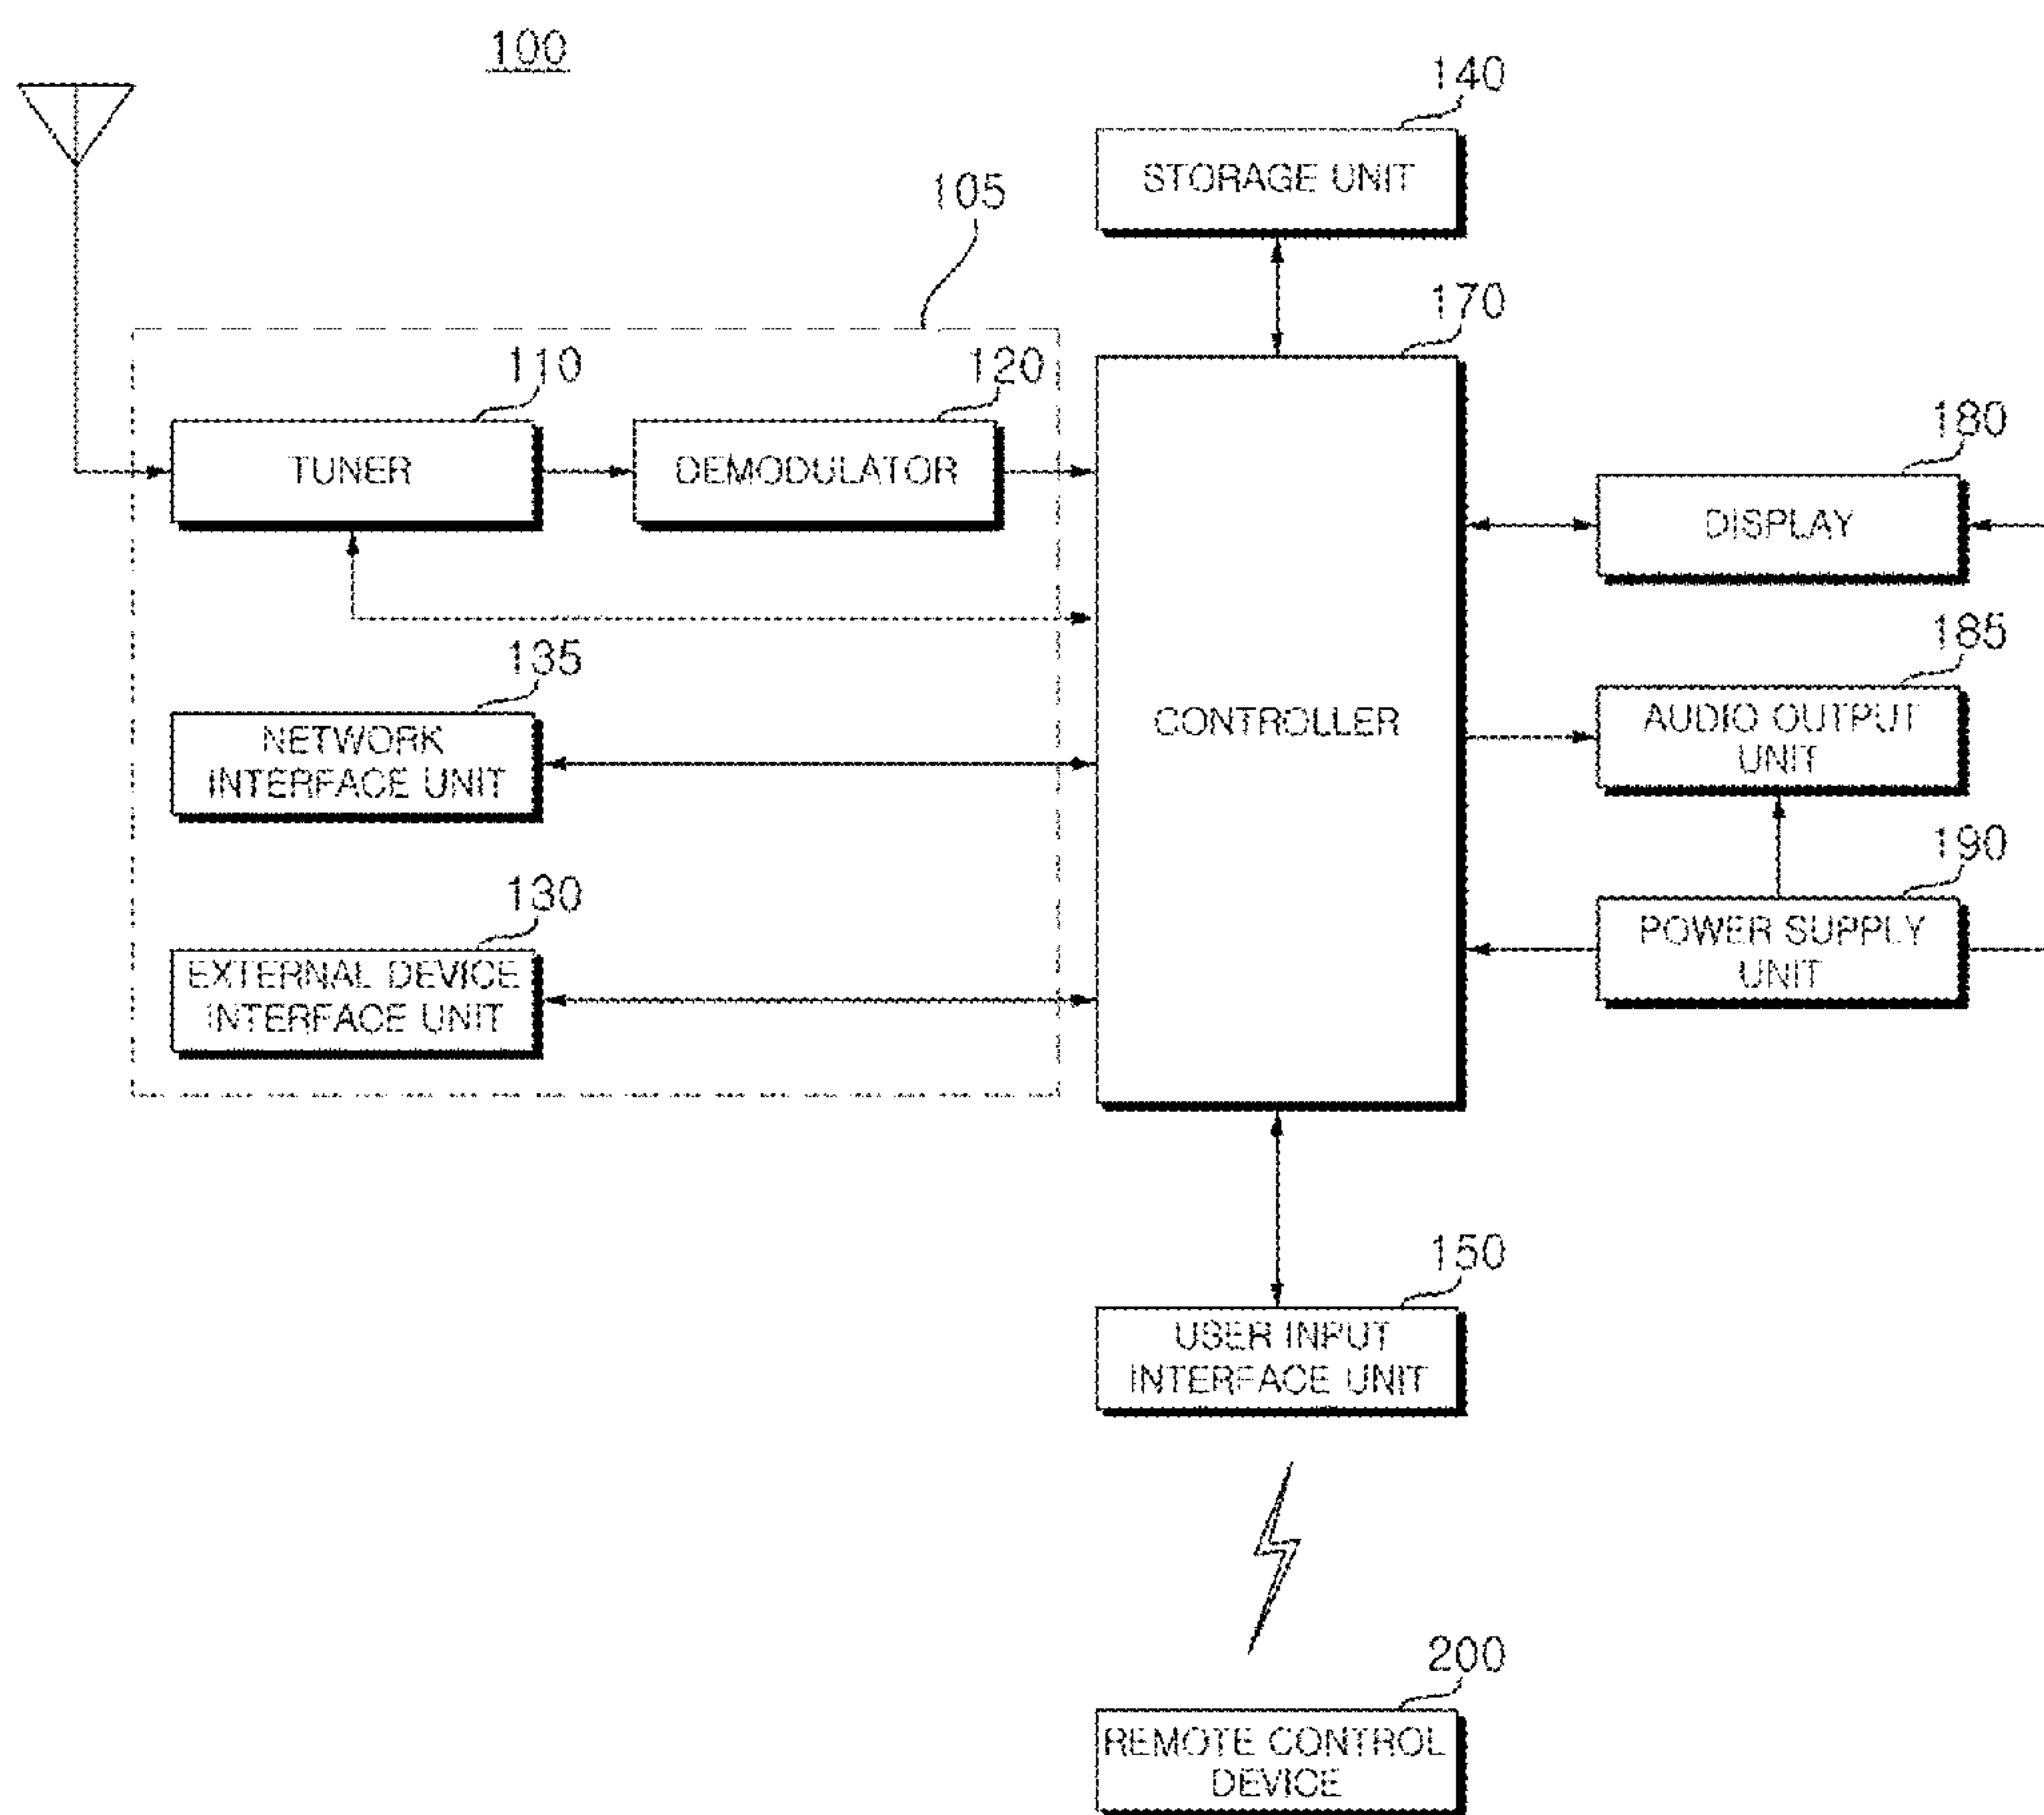 100
140
STORAGE UNIT
105
170
110
120
TUNER
DEMODULATOR
180
DISPLAY
135
NETWORK
INTERFACE UNIT
CONTROLLER
185
AUDIO OUTPUT
UNIT
130
EXTERNAL DEVICE
INTERFACE UNIT
190
POWER SUPPLY
UNIT
150
USER INPUT
INTERFACE UNIT
200
REMOTE CONTROL
DEVICE